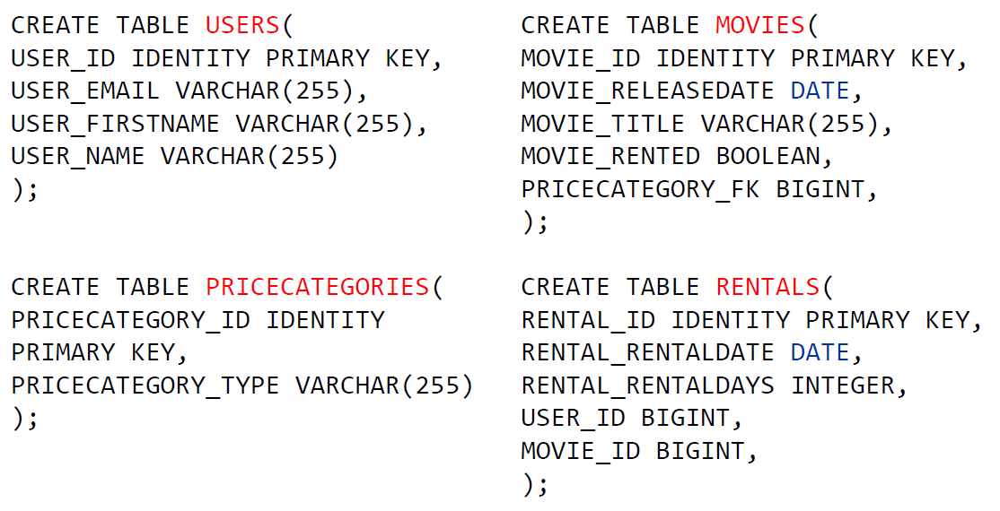 CREATE TABLE USERS(
USER_ID IDENTITY PRIMARY KEY,
USER_EMAIL VARCHAR(255),
USER_FIRSTNAME VARCHAR(255),
USER_NAME VARCHAR(255)
);
CREATE TABLE MOVIES(
MOVIE_ID IDENTITY PRIMARY KEY,
MOVIE_RELEASEDATE DATE,
MOVIE_TITLE VARCHAR(255),
MOVIE_RENTED BOOLEAN,
PRICECATEGORY_FK BIGINT,
);
CREATE TABLE PRICECATEGORIES(
PRICECATEGORY_ID IDENTITY
PRIMARY KEY,
PRICECATEGORY_TYPE VARCHAR(255)
);
CREATE TABLE RENTALS(
RENTAL_ID IDENTITY PRIMARY KEY,
RENTAL_RENTALDATE DATE,
RENTAL_RENTALDAYS INTEGER,
USER_ID BIGINT,
MOVIE_ID BIGINT,
);